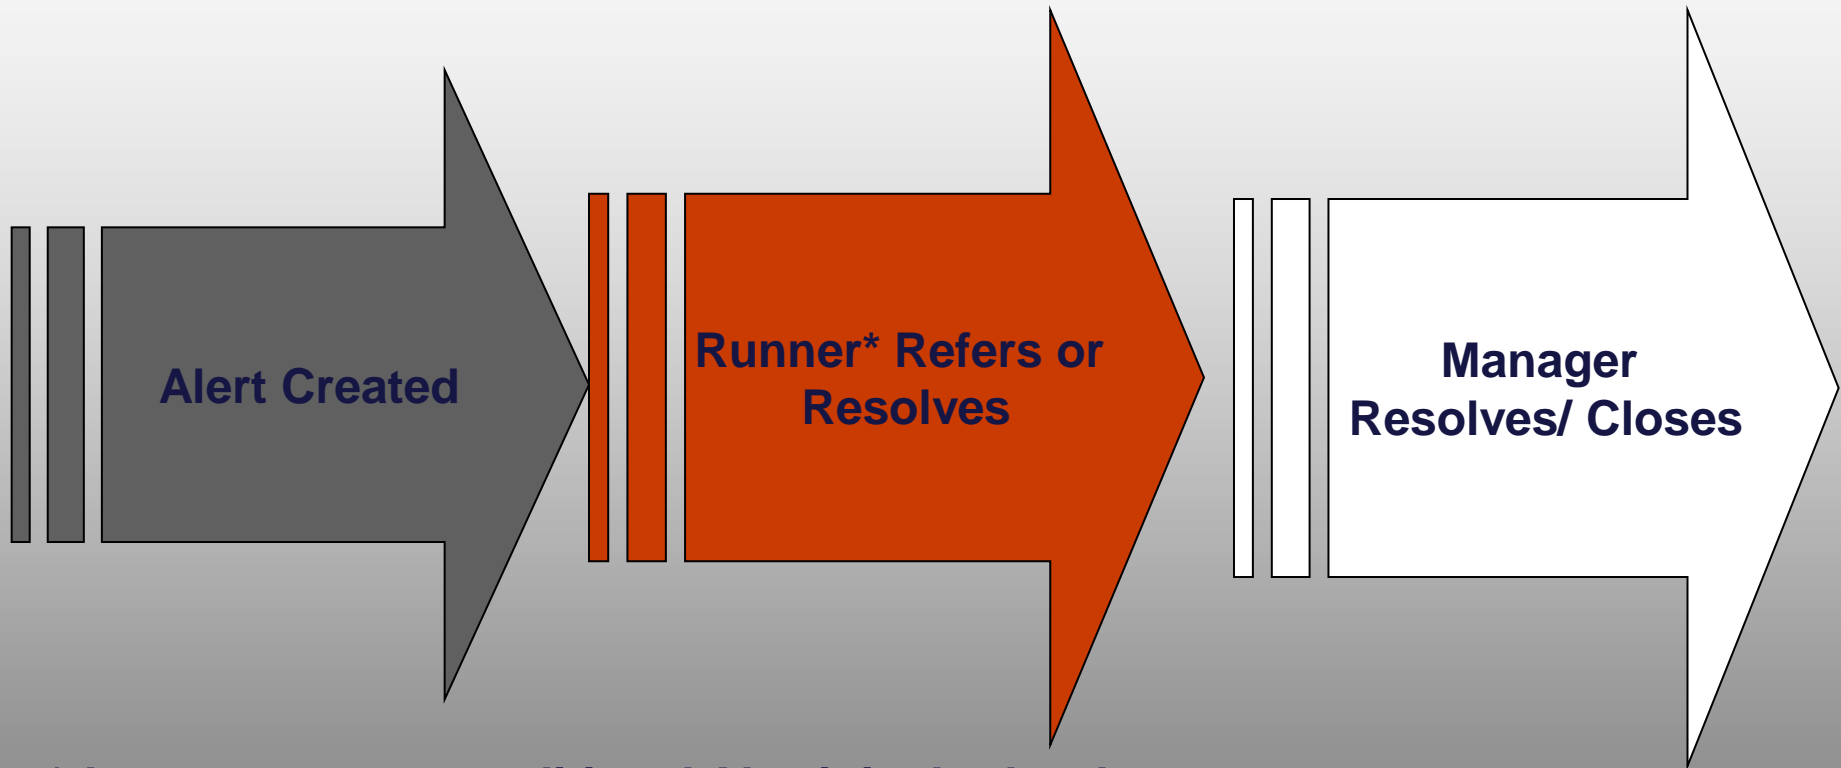 Alert Created
Runner* Refers or
Resolves
Manager
Resolves/ Closes